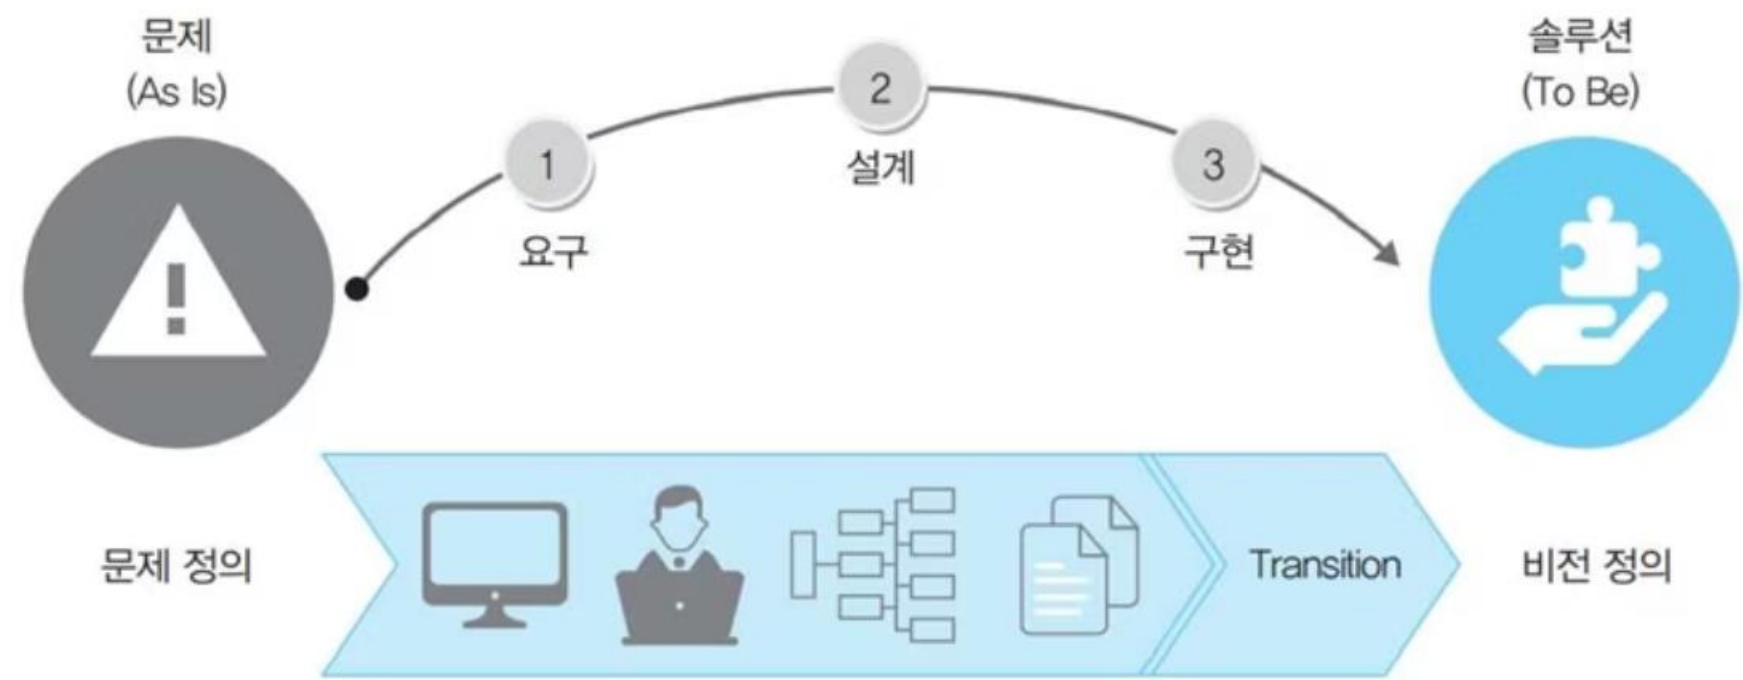 문제
(As Is)
1
요구
2
설계
3
구현
솔루션
(To Be)
문제 정의
Transition
비전 정의